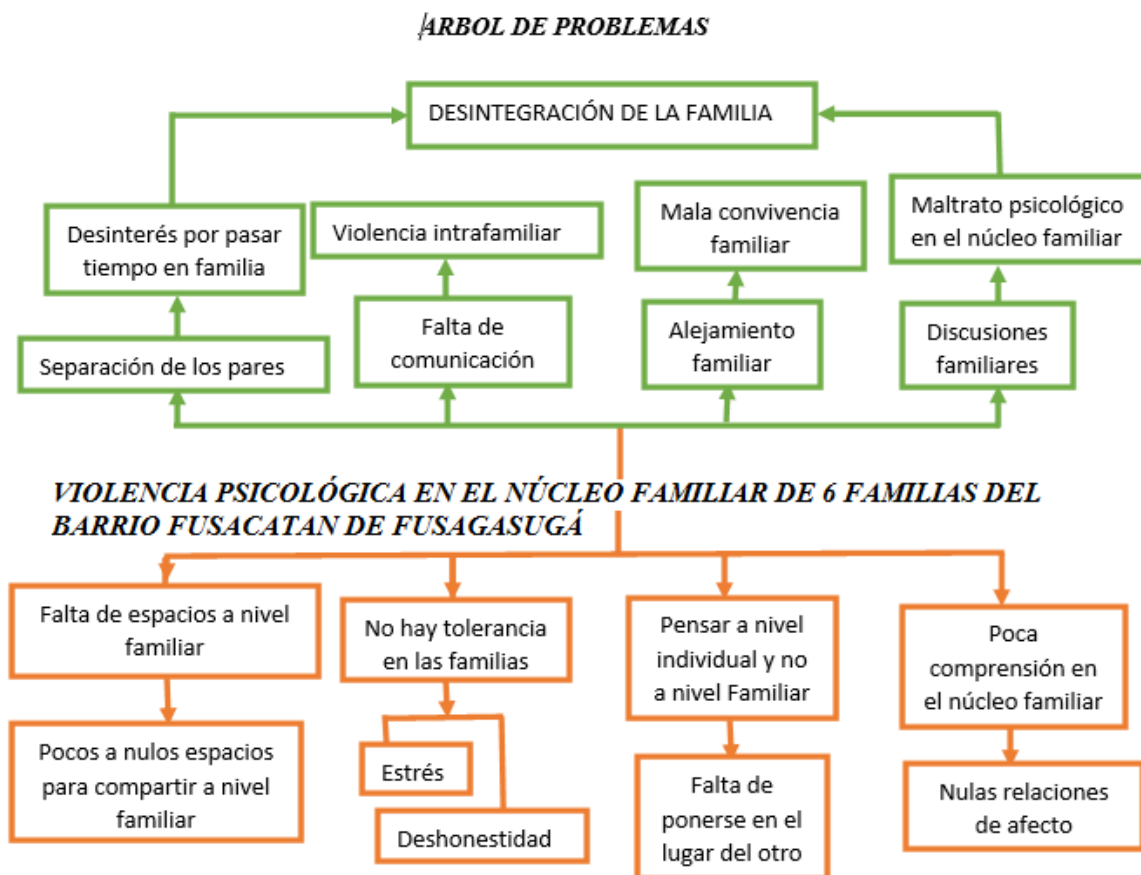 ARBOL DE PROBLEMAS
DESINTEGRACIÓN DE LA FAMILIA
Desinterés por pasar
tiempo en familia
Violencia intrafamiliar
Mala convivencia
familiar
Maltrato psicológico
en el núcleo familiar
Separación de los pares
Falta de
comunicación
Alejamiento
familiar
Discusiones
familiares
VIOLENCIA PSICOLÓGICA EN EL NÚCLEO FAMILIAR DE 6 FAMILIAS DEL
BARRIO FUSACATAN DE FUSAGASUGÁ
Falta de espacios a nivel
familiar
No hay tolerancia
en las familias
Pensar a nivel
individual y no
a nivel Familiar
Poca
comprensión en
el núcleo familiar
Pocos a nulos espacios
para compartir a nivel
familiar
Estrés
Deshonestidad
Falta de
ponerse en el
lugar del otro
Nulas relaciones
de afecto